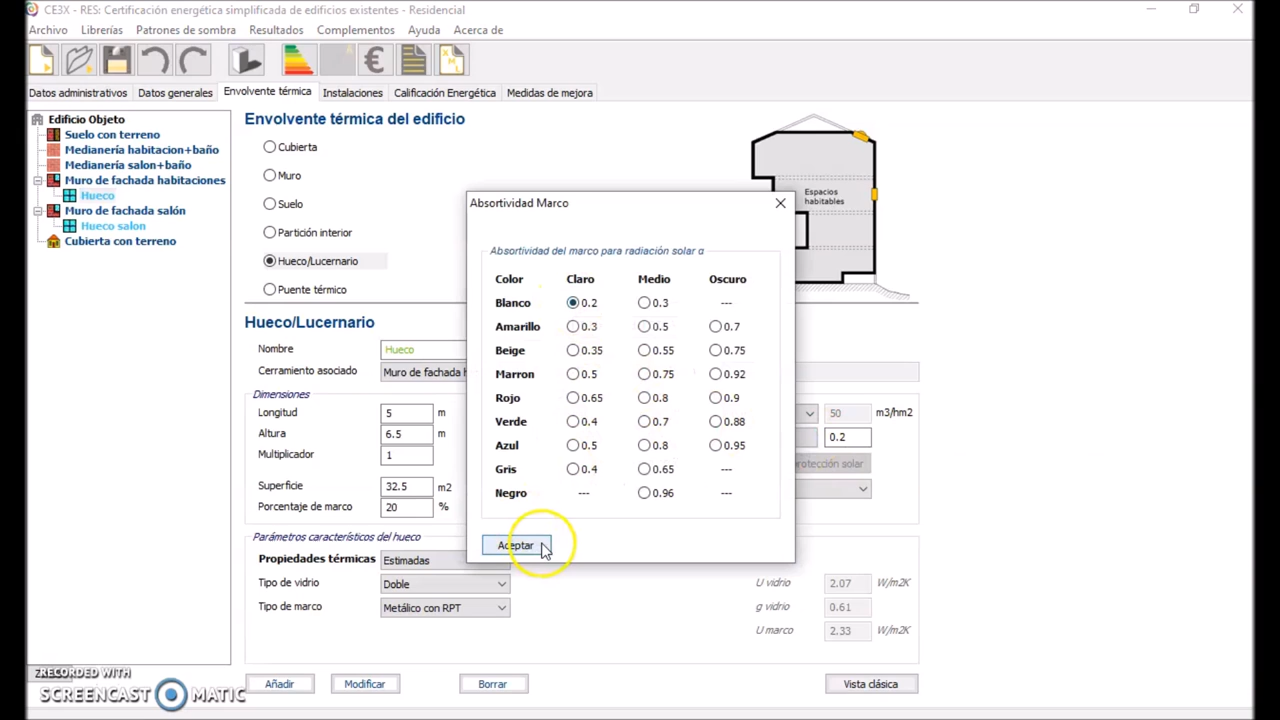 CE3X - RES: Certificación energética simplificada de edificios existentes - Residencial
Archivo Librerías Patrones de sombra Resultados Complementos Ayuda Acerca de
Datos administrativos Datos generales Envolvente térmica Instalaciones Calificación Energética Medidas de mejora
Edificio Objeto
Suelo con terreno
Medianería habitacion+baño
Medianería salon+baño
Muro de fachada habitaciones
Hueco
Muro de fachada salón
Hueco salon
Cubierta con terreno
Envolvente térmica del edificio
Cubierta
Muro
Suelo
Partición interior
Hueco/Lucernario
Puente térmico
Espacios
habitables
Hueco/Lucernario
Nombre Hueco
Cerramiento asociado Muro de fachada
Dimensiones
Longitud 5 m
Altura 6.5 m
Multiplicador 1
Superficie 32.5 m2
Porcentaje de marco 20 %
50 m3/hm2
0.2
protección solar
Parámetros característicos del hueco
Propiedades térmicas Estimadas
Tipo de vidrio Doble
Tipo de marco Metálico con RPT
U vidrio 2.07 W/m2K
g vidrio 0.61
U marco 2.33 W/m2K
Absortividad Marco
Absortividad del marco para radiación solar α
Color Claro Medio Oscuro
Blanco 0.2 0.3 ---
Amarillo 0.3 0.5 0.7
Beige 0.35 0.55 0.75
Marron 0.5 0.75 0.92
Rojo 0.65 0.8 0.9
Verde 0.4 0.7 0.88
Azul 0.5 0.8 0.95
Gris 0.4 0.65 ---
Negro --- 0.96 ---
Aceptar
Añadir Modificar Borrar Vista clásica
RECORDED WITH
SCREENCAST MATIC